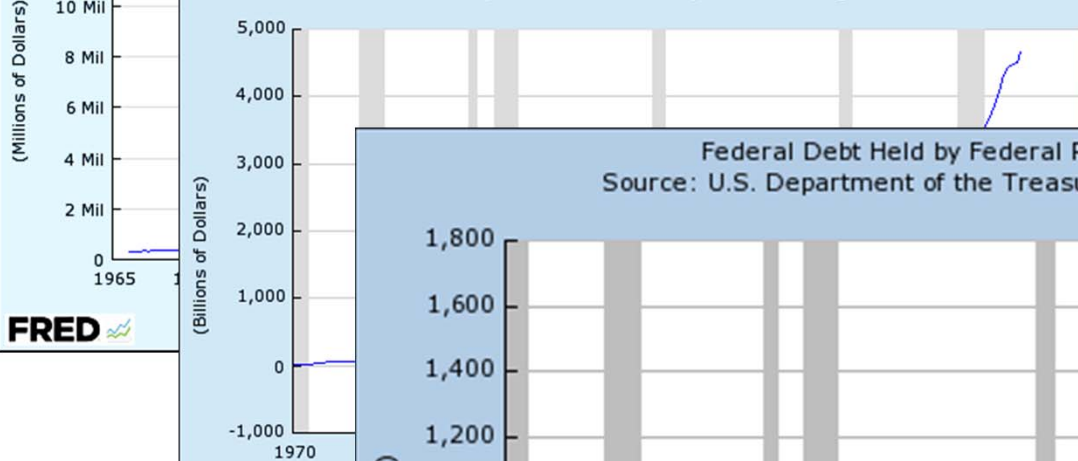 (Millions of Dollars)
10 Mil
8 Mil
6 Mil
4 Mil
2 Mil
0
1965
1
FRED
(Billions of Dollars)
5,000
4,000
3,000
2,000
1,000
0
-1,000
1970
Federal Debt Held by Federal
Source: U.S. Department of the Treasu
1,800
1,600
1,400
1,200